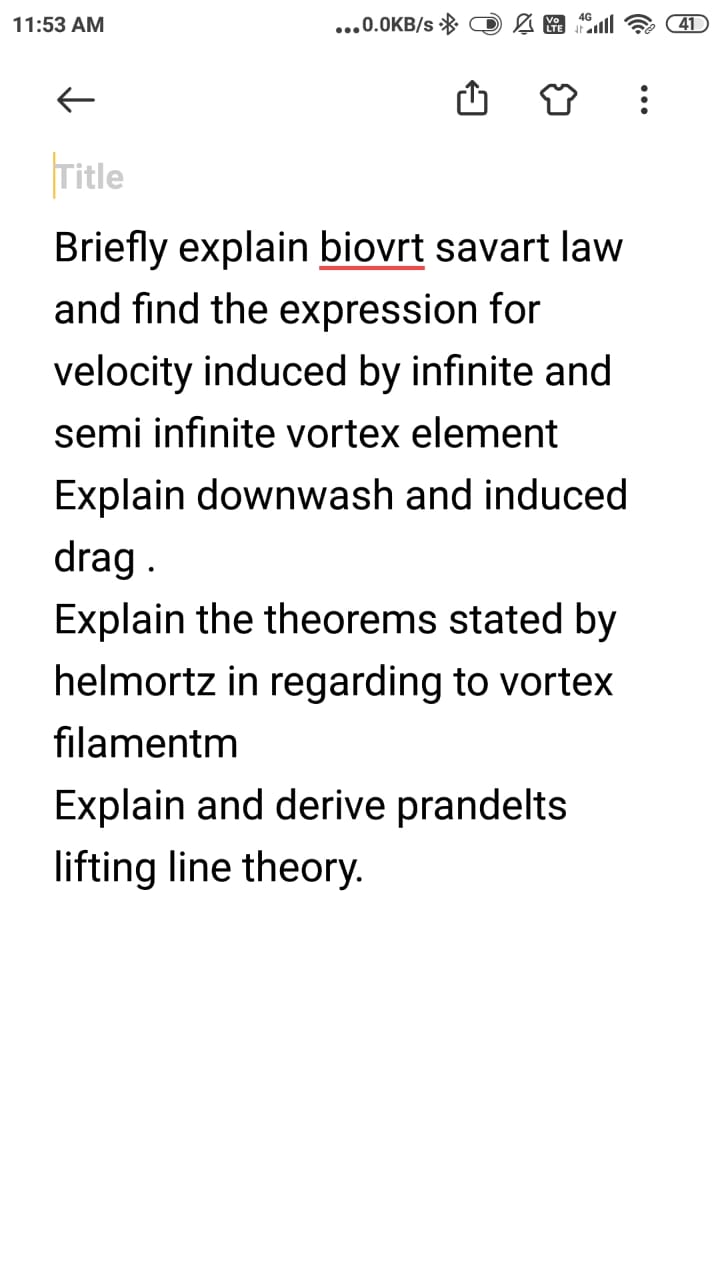 11:53 AM
...0.0KB/s Vo LTE 4G 41
Title
Briefly explain biovrt savart law
and find the expression for
velocity induced by infinite and
semi infinite vortex element
Explain downwash and induced
drag .
Explain the theorems stated by
helmortz in regarding to vortex
filamentm
Explain and derive prandelts
lifting line theory.